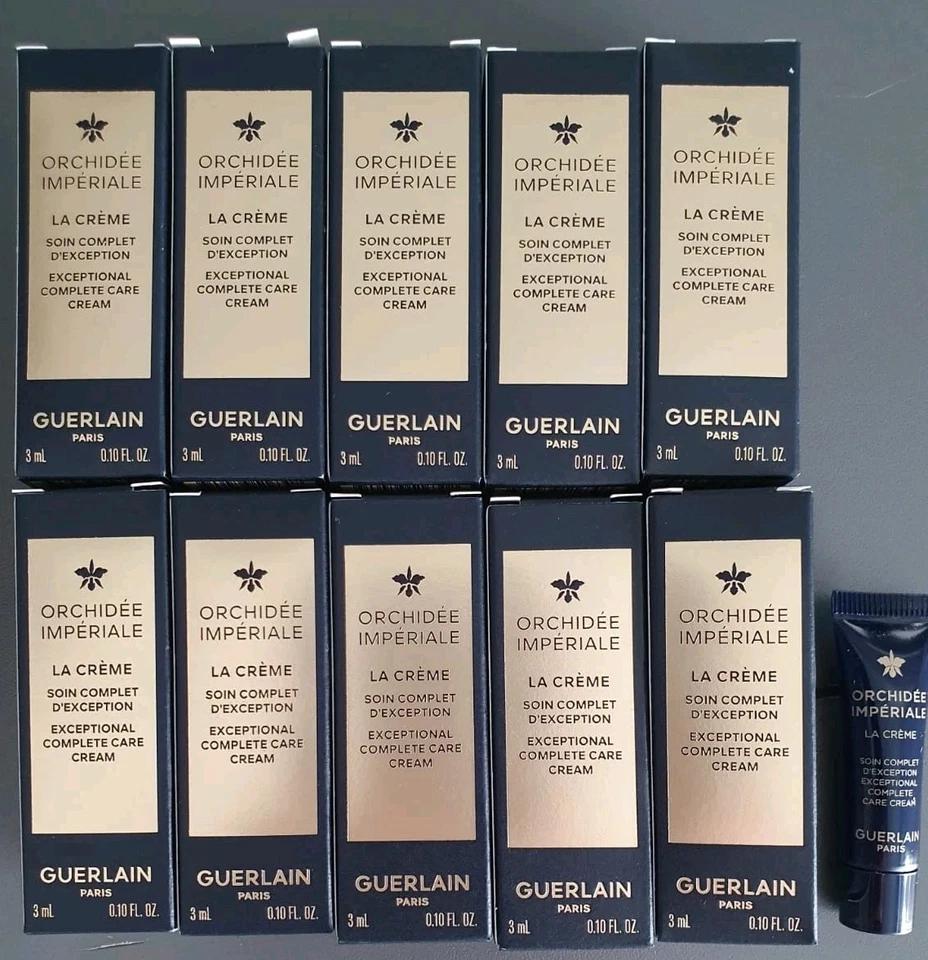 ORCHIDÉE
IMPÉRIALE
LA CRÈME
SOIN COMPLET
D'EXCEPTION
EXCEPTIONAL
COMPLETE CARE
CREAM
GUERLAIN
PARIS
3 mL 0.10 FL. OZ.
ORCHIDÉE
IMPÉRIALE
LA CRÈME
SOIN COMPLET
D'EXCEPTION
EXCEPTIONAL
COMPLETE CARE
CREAM
GUERLAIN
PARIS
3 mL 0.10 FL. OZ.
ORCHIDÉE
IMPÉRIALE
LA CRÈME
SOIN COMPLET
D'EXCEPTION
EXCEPTIONAL
COMPLETE CARE
CREAM
GUERLAIN
PARIS
3 mL 0.10 FL. OZ.
ORCHIDÉE
IMPÉRIALE
LA CRÈME
SOIN COMPLET
D'EXCEPTION
EXCEPTIONAL
COMPLETE CARE
CREAM
GUERLAIN
PARIS
3 mL 0.10 FL. OZ.
ORCHIDÉE
IMPÉRIALE
LA CRÈME
SOIN COMPLET
D'EXCEPTION
EXCEPTIONAL
COMPLETE CARE
CREAM
GUERLAIN
PARIS
3 mL 0.10 FL. OZ.
ORCHIDÉE
IMPÉRIALE
LA CRÈME
SOIN COMPLET
D'EXCEPTION
EXCEPTIONAL
COMPLETE CARE
CREAM
GUERLAIN
PARIS
3 mL 0.10 FL. OZ.
ORCHIDÉE
IMPÉRIALE
LA CRÈME
SOIN COMPLET
D'EXCEPTION
EXCEPTIONAL
COMPLETE CARE
CREAM
GUERLAIN
PARIS
3 mL 0.10 FL. OZ.
ORCHIDÉE
IMPÉRIALE
LA CRÈME
SOIN COMPLET
D'EXCEPTION
EXCEPTIONAL
COMPLETE CARE
CREAM
GUERLAIN
PARIS
3 mL 0.10 FL. OZ.
ORCHIDÉE
IMPÉRIALE
LA CRÈME
SOIN COMPLET
D'EXCEPTION
EXCEPTIONAL
COMPLETE CARE
CREAM
GUERLAIN
PARIS
3 mL 0.10 FL. OZ.
ORCHIDÉE
IMPÉRIALE
LA CRÈME
SOIN COMPLET
D'EXCEPTION
EXCEPTIONAL
COMPLETE CARE
CREAM
GUERLAIN
PARIS
3 mL 0.10 FL. OZ.
ORCHIDÉE
IMPÉRIALE
LA CRÈME
SOIN COMPLET
D'EXCEPTION
EXCEPTIONAL
COMPLETE
CARE CREAM
GUERLAIN
PARIS